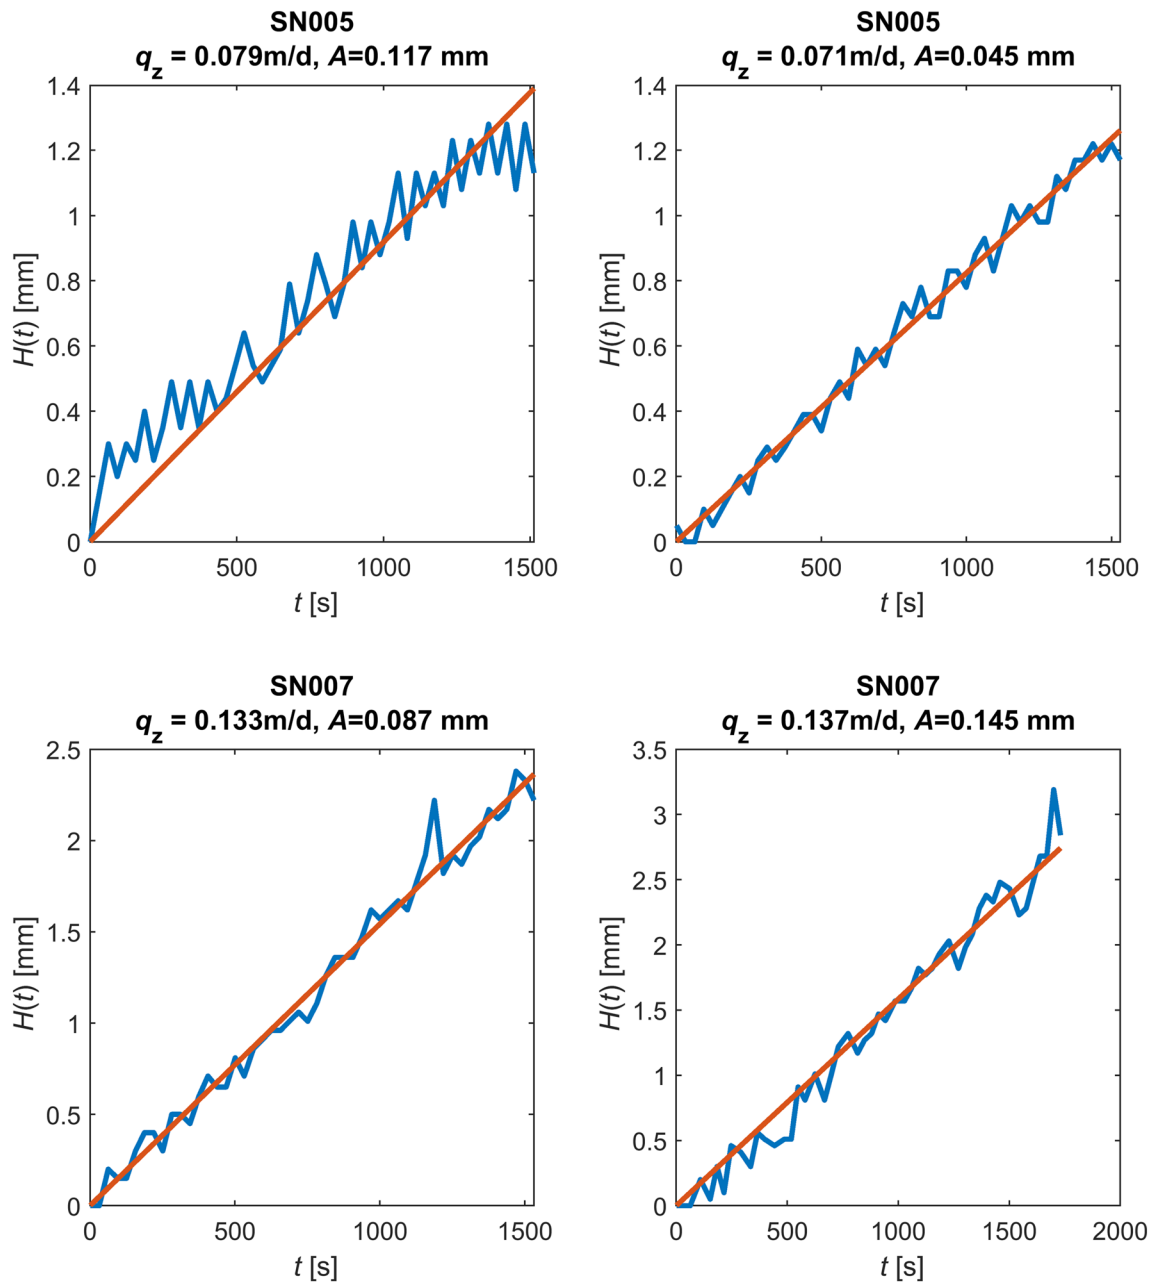 SN005
q_z = 0.079m/d, A=0.117 mm
1.4
1.2
1
0.8
0.6
0.4
0.2
0
H(t) [mm]
0 500 1000 1500
t [s]
SN005
q_z = 0.071m/d, A=0.045 mm
1.4
1.2
1
0.8
0.6
0.4
0.2
0
H(t) [mm]
0 500 1000 1500
t [s]
SN007
q_z = 0.133m/d, A=0.087 mm
2.5
2
1.5
1
0.5
0
H(t) [mm]
0 500 1000 1500
t [s]
SN007
q_z = 0.137m/d, A=0.145 mm
3.5
3
2.5
2
1.5
1
0.5
0
H(t) [mm]
0 500 1000 1500 2000
t [s]